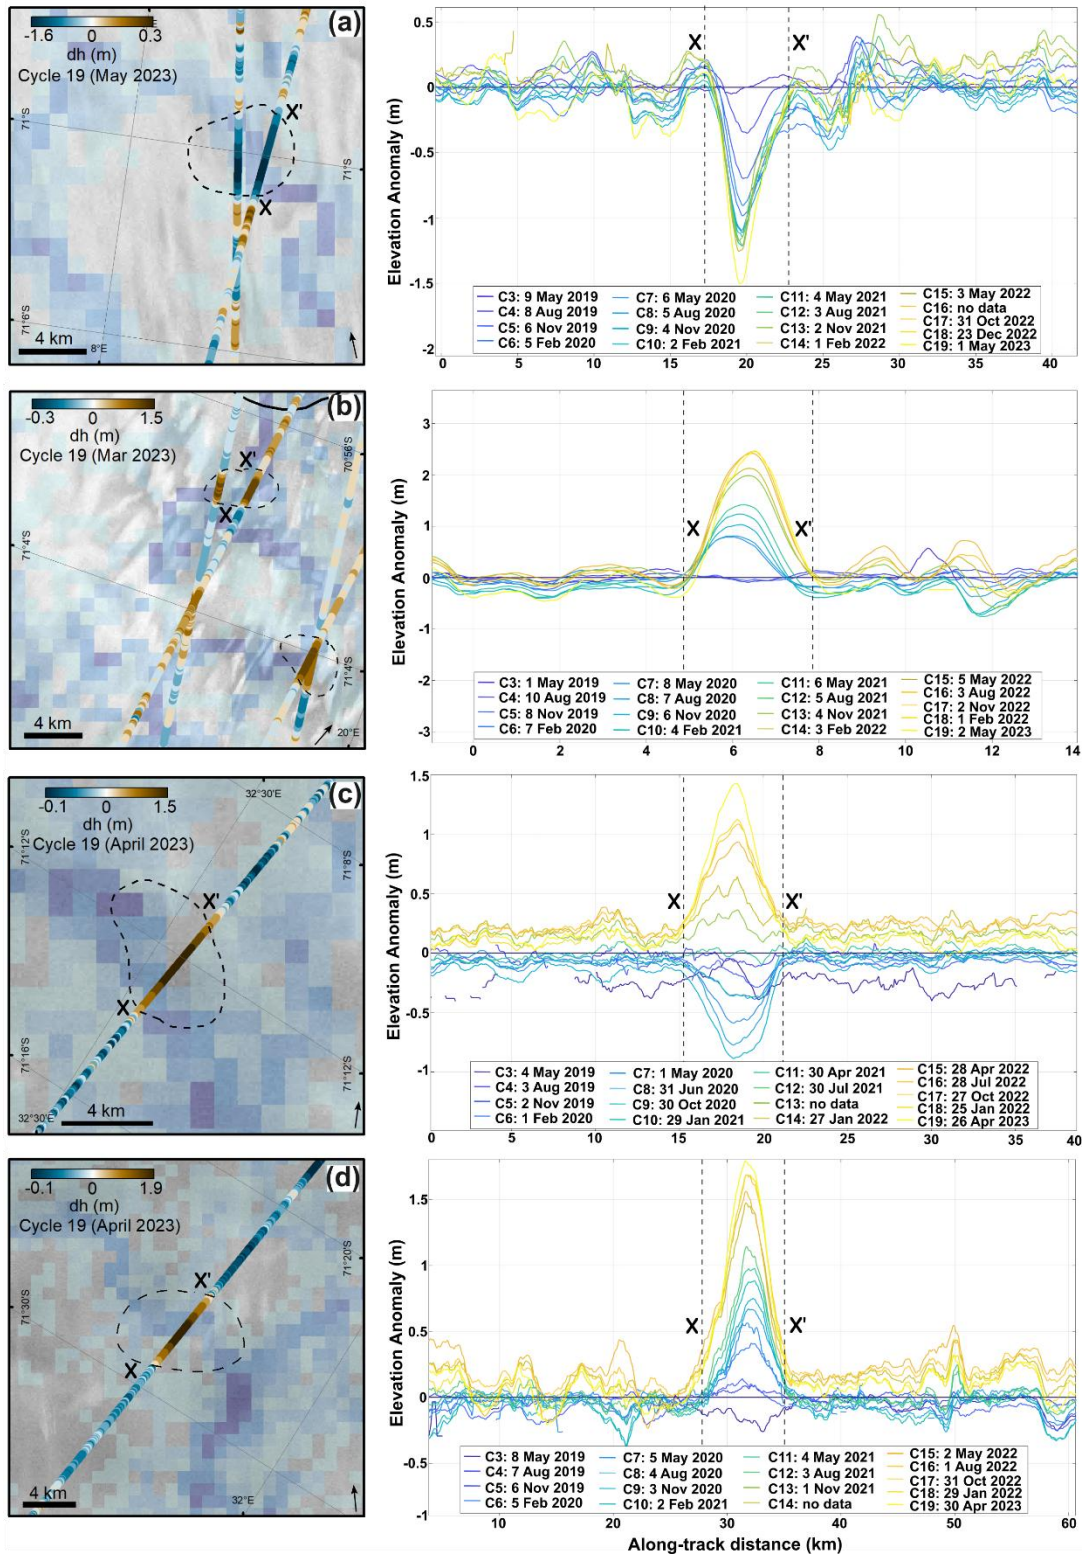 (a)
-1.6 0 0.3
dh (m)
Cycle 19 (May 2023)
71°S
71°S
71°6'S
X'
X
4 km
8°E
Elevation Anomaly (m)
0.5
0
-0.5
-1
-1.5
-2
X X'
C3: 9 May 2019
C4: 8 Aug 2019
C5: 6 Nov 2019
C6: 5 Feb 2020
C7: 6 May 2020
C8: 5 Aug 2020
C9: 4 Nov 2020
C10: 2 Feb 2021
C11: 4 May 2021
C12: 3 Aug 2021
C13: 2 Nov 2021
C14: 1 Feb 2022
C15: 3 May 2022
C16: no data
C17: 31 Oct 2022
C18: 23 Dec 2022
C19: 1 May 2023
0 5 10 15 20 25 30 35 40
(b)
-0.3 0 1.5
dh (m)
Cycle 19 (Mar 2023)
70°56'S
X'
X
71°4'S
71°4'S
4 km
20°E
Elevation Anomaly (m)
3
2
1
0
-1
-2
-3
X X'
C3: 1 May 2019
C4: 10 Aug 2019
C5: 8 Nov 2019
C6: 7 Feb 2020
C7: 8 May 2020
C8: 7 Aug 2020
C9: 6 Nov 2020
C10: 4 Feb 2021
C11: 6 May 2021
C12: 5 Aug 2021
C13: 4 Nov 2021
C14: 3 Feb 2022
C15: 5 May 2022
C16: 3 Aug 2022
C17: 2 Nov 2022
C18: 1 Feb 2022
C19: 2 May 2023
0 2 4 6 8 10 12 14
(c)
-0.1 0 1.5
dh (m)
Cycle 19 (April 2023)
32°30'E
71°12'S
71°8'S
X'
X
71°16'S
71°12'S
32°30'E
4 km
Elevation Anomaly (m)
1.5
1
0.5
0
-0.5
-1
X X'
C3: 4 May 2019
C4: 3 Aug 2019
C5: 2 Nov 2019
C6: 1 Feb 2020
C7: 1 May 2020
C8: 31 Jun 2020
C9: 30 Oct 2020
C10: 29 Jan 2021
C11: 30 Apr 2021
C12: 30 Jul 2021
C13: no data
C14: 27 Jan 2022
C15: 28 Apr 2022
C16: 28 Jul 2022
C17: 27 Oct 2022
C18: 25 Jan 2022
C19: 26 Apr 2023
0 5 10 15 20 25 30 35 40
(d)
-0.1 0 1.9
dh (m)
Cycle 19 (April 2023)
71°20'S
X'
71°30'S
X
4 km
32°E
Elevation Anomaly (m)
1.5
1
0.5
0
-0.5
-1
X X'
C3: 8 May 2019
C4: 7 Aug 2019
C5: 6 Nov 2019
C6: 5 Feb 2020
C7: 5 May 2020
C8: 4 Aug 2020
C9: 3 Nov 2020
C10: 2 Feb 2021
C11: 4 May 2021
C12: 3 Aug 2021
C13: 1 Nov 2021
C14: no data
C15: 2 May 2022
C16: 1 Aug 2022
C17: 31 Oct 2022
C18: 29 Jan 2022
C19: 30 Apr 2023
0 10 20 30 40 50 60
Along-track distance (km)